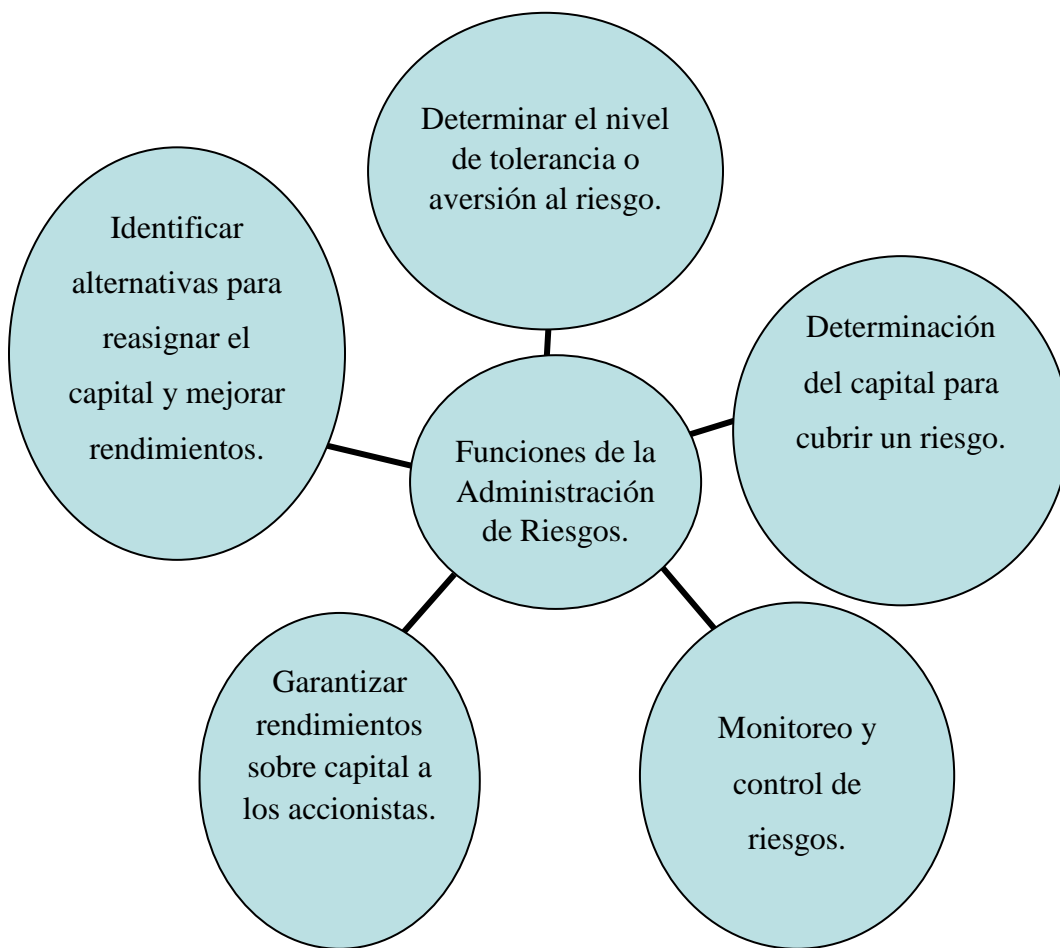 Determinar el nivel
de tolerancia o
aversión al riesgo.
Identificar
alternativas para
reasignar el
capital y mejorar
rendimientos.
Determinación
del capital para
cubrir un riesgo.
Funciones de la
Administración
de Riesgos.
Garantizar
rendimientos
sobre capital a
los accionistas.
Monitoreo y
control de
riesgos.